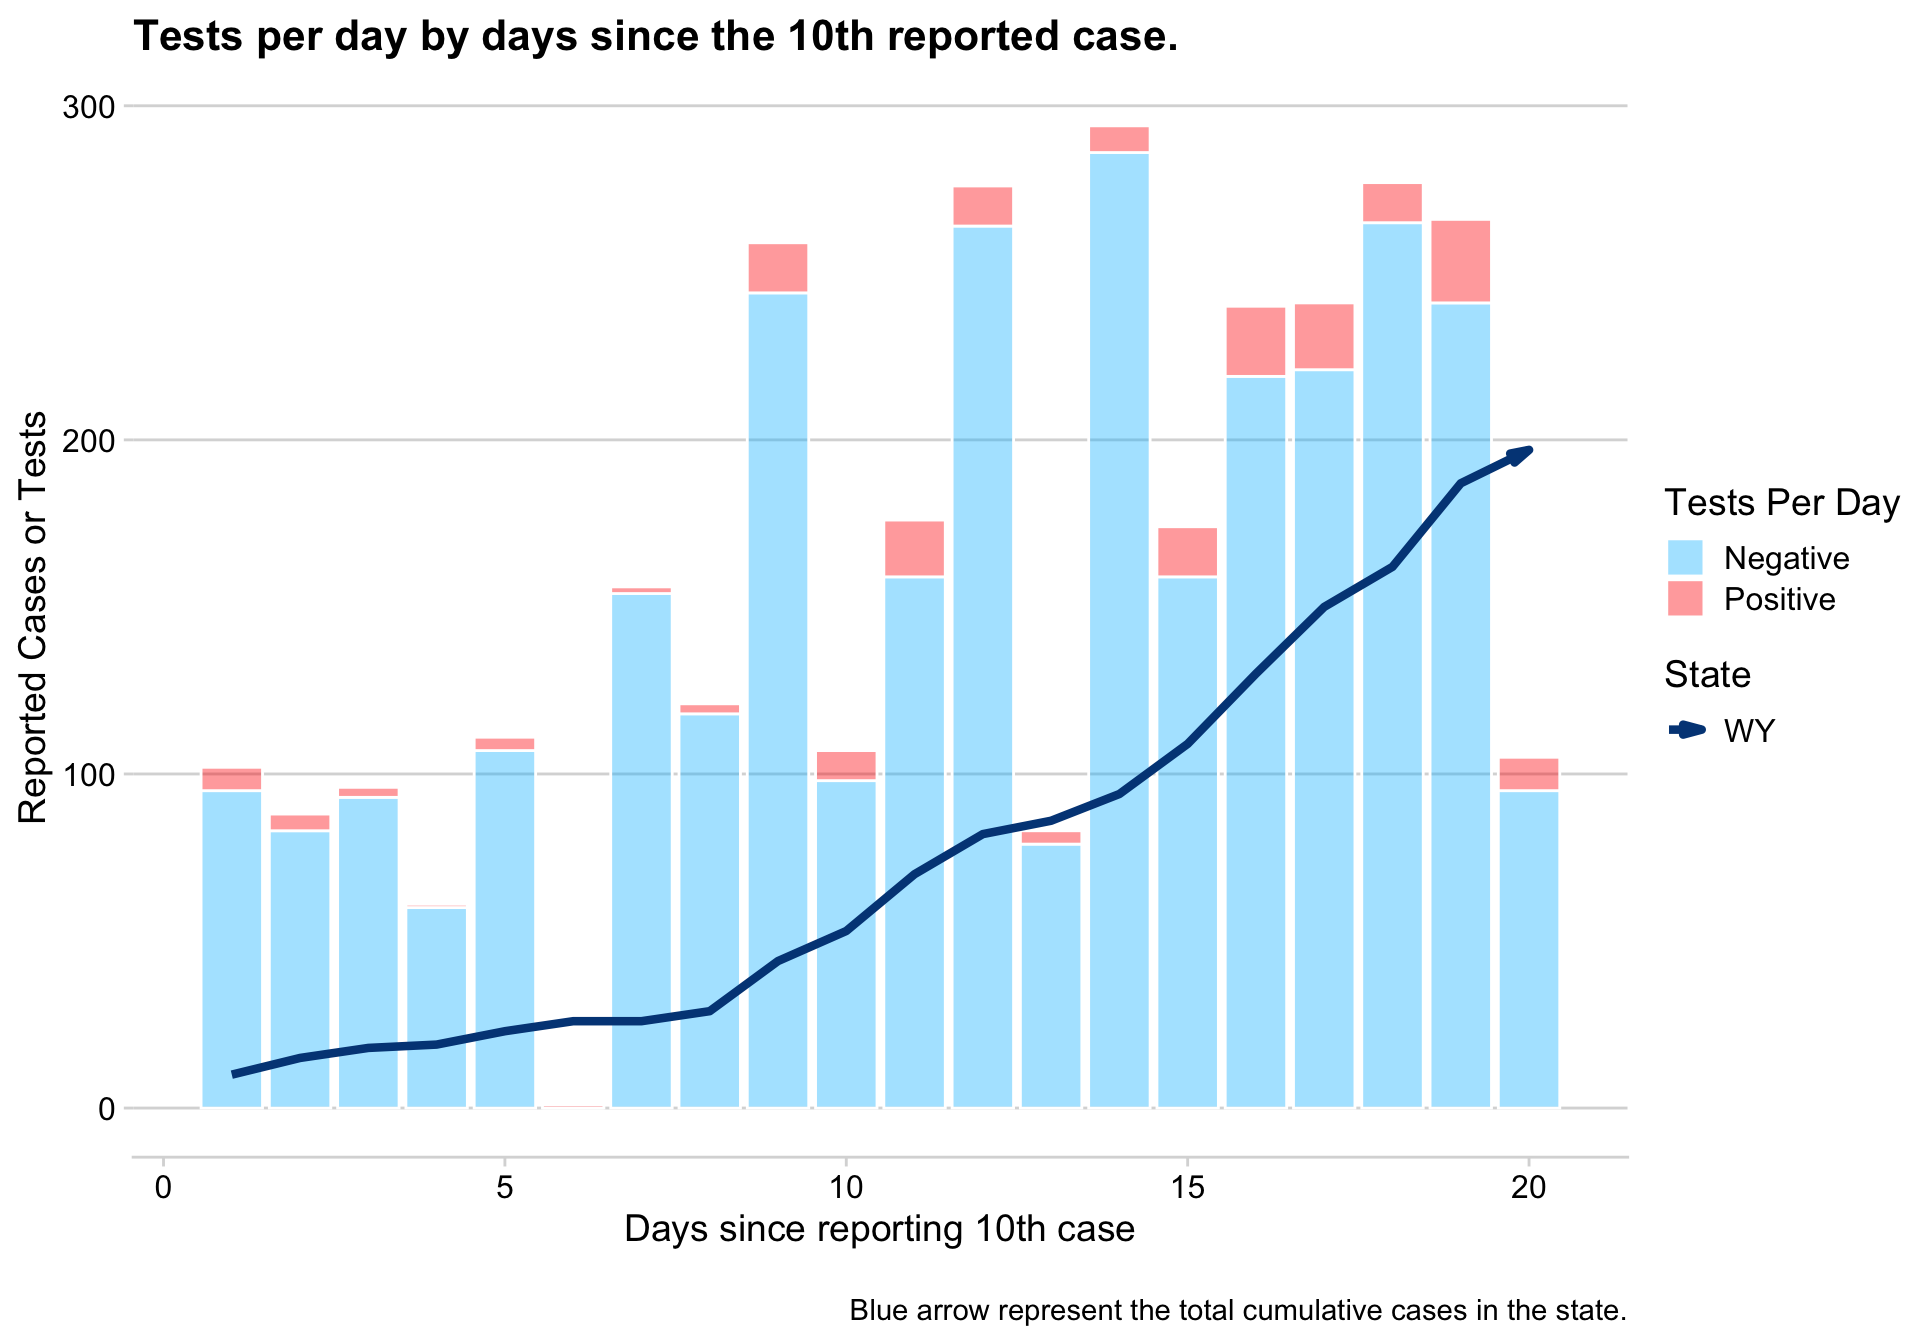 Tests per day by days since the 10th reported case.
300
200
100
0
Reported Cases or Tests
0 5 10 15 20
Days since reporting 10th case
Tests Per Day
Negative
Positive
State
WY
Blue arrow represent the total cumulative cases in the state.